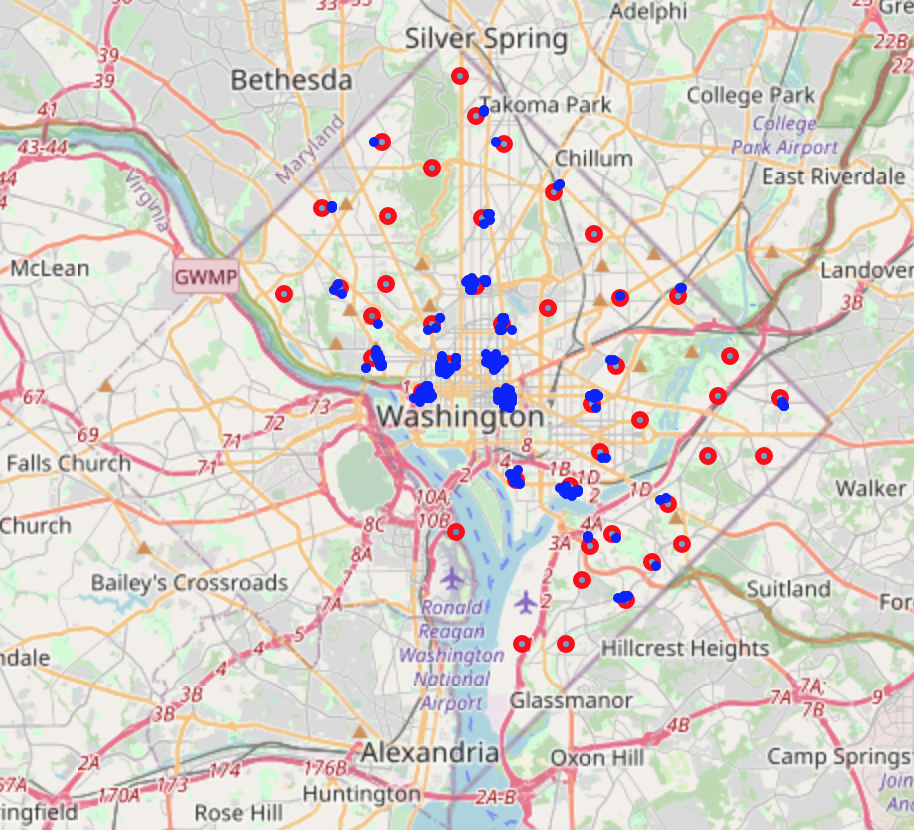 33
Adelphi
Gre
22B
22
Silver Spring
39
39
Bethesda
College Park
Takoma Park
41
Maryland
College
Park Airport
43-44
Chillum
44
4
Virginia
East Riverdale
McLean
GWMP
Landover
3B
67
1
73
72
Washington
69
71
71
Falls Church
8
4
2
1B
1D
2
1D
Walker
10A
10B
Church
8C
4A
3A
8A
Bailey's Crossroads
7A
2
2
Suitland
For
Ronald
Reagan
Washington
National
Airport
5
4
4
ndale
Hillcrest Heights
3B
3B
7A
7A;
7B
9
Glassmanor
4B
2A
Alexandria
Oxon Hill
Camp Springs
174
176B
67A
170A
173
Huntington
2A-B
Join
And
ingfield
Rose Hill